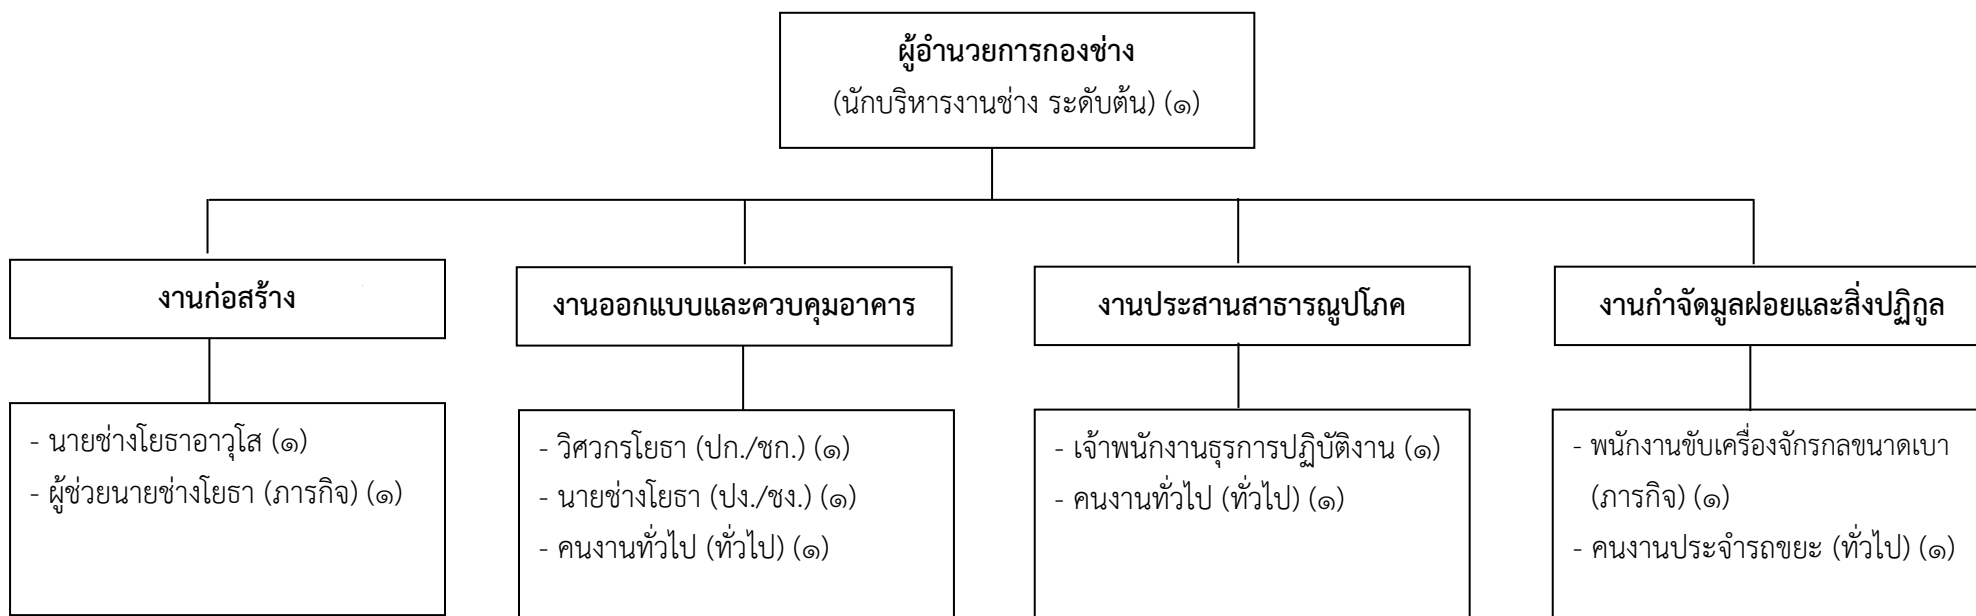 ผู้อำนวยการกองช่าง
(นักบริหารงานช่าง ระดับต้น) (๑)
งานก่อสร้าง
- นายช่างโยธาอาวุโส (๑)
- ผู้ช่วยนายช่างโยธา (ภารกิจ) (๑)
งานออกแบบและควบคุมอาคาร
- วิศวกรโยธา (ปก./ชก.) (๑)
- นายช่างโยธา (ปง./ชง.) (๑)
- คนงานทั่วไป (ทั่วไป) (๑)
งานประสานสาธารณูปโภค
- เจ้าพนักงานธุรการปฏิบัติงาน (๑)
- คนงานทั่วไป (ทั่วไป) (๑)
งานกำจัดมูลฝอยและสิ่งปฏิกูล
- พนักงานขับเครื่องจักรกลขนาดเบา
(ภารกิจ) (๑)
- คนงานประจำรถขยะ (ทั่วไป) (๑)